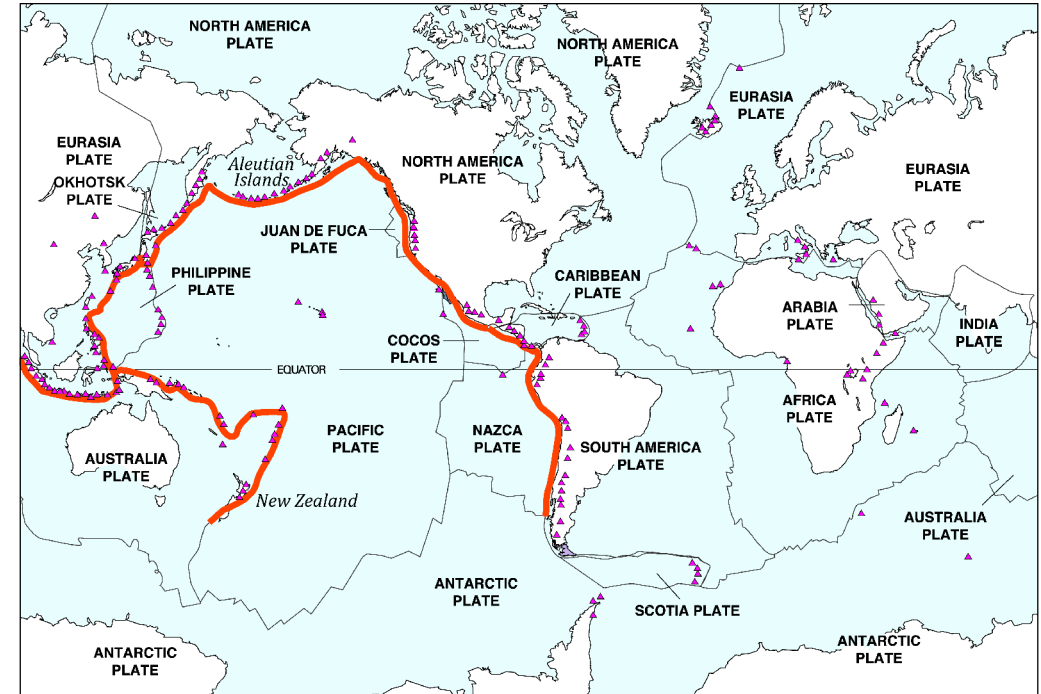 NORTH AMERICA
PLATE
NORTH AMERICA
PLATE
EURASIA
PLATE
EURASIA
PLATE
OKHOTSK
PLATE
Aleutian
Islands
NORTH AMERICA
PLATE
EURASIA
PLATE
JUAN DE FUCA
PLATE
PHILIPPINE
PLATE
CARIBBEAN
PLATE
ARABIA
PLATE
INDIA
PLATE
COCOS
PLATE
EQUATOR
AFRICA
PLATE
AUSTRALIA
PLATE
PACIFIC
PLATE
NAZCA
PLATE
SOUTH AMERICA
PLATE
New Zealand
AUSTRALIA
PLATE
ANTARCTIC
PLATE
SCOTIA PLATE
ANTARCTIC
PLATE
ANTARCTIC
PLATE